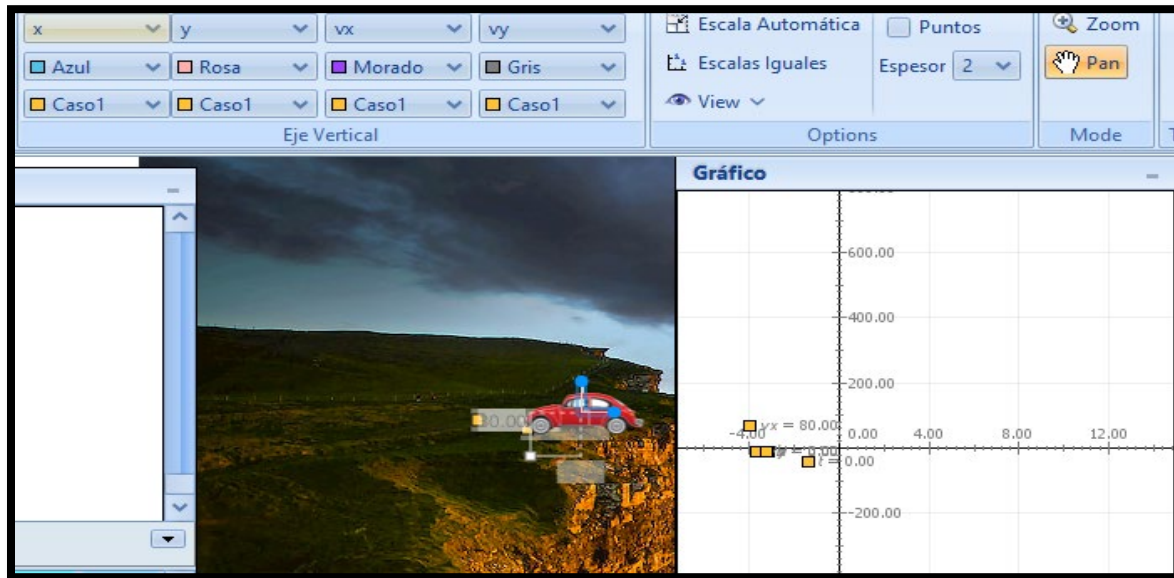 x y vx vy
Azul Rosa Morado Gris
Caso1 Caso1 Caso1 Caso1
Eje Vertical
Escala Automática
Escalas Iguales
View
Puntos
Espesor 2
Options
Zoom
Pan
Mode
Gráfico
600.00
400.00
200.00
vx = 80.00
-4.00 0.00 4.00 8.00 12.00
t = 0.00
-200.00